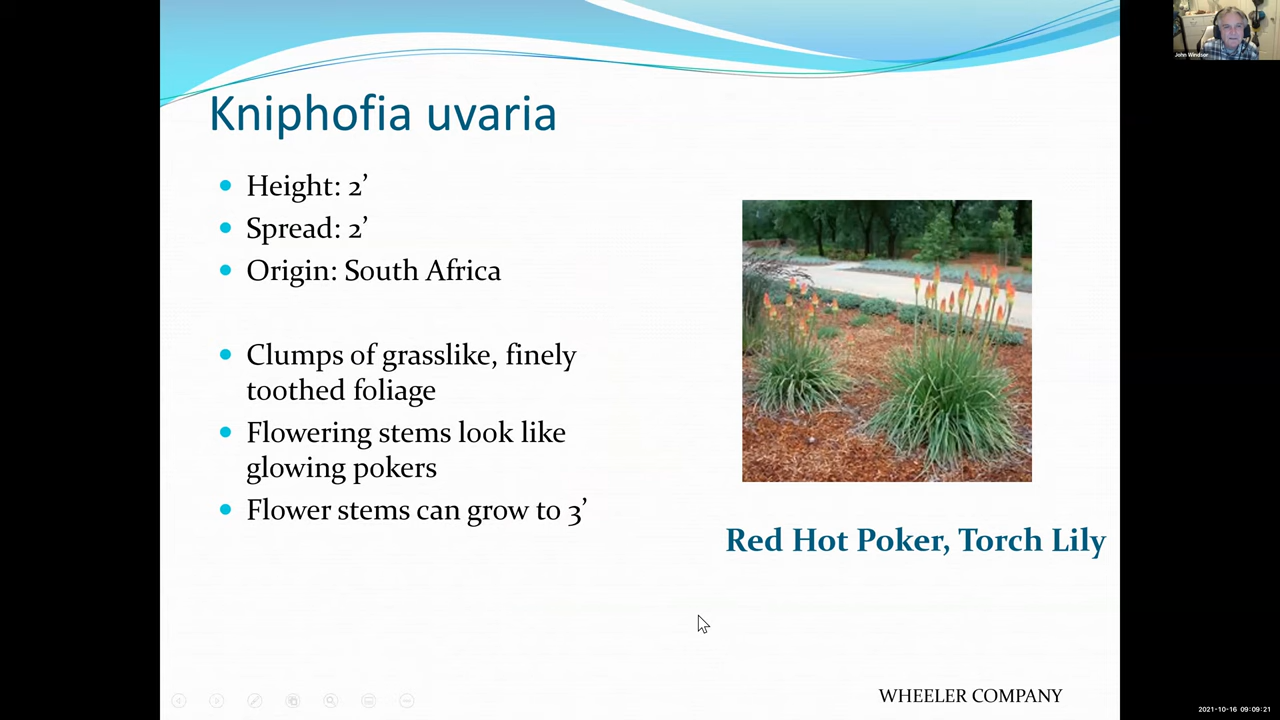 John Windsor
Kniphofia uvaria
Height: 2’
Spread: 2’
Origin: South Africa
Clumps of grasslike, finely
toothed foliage
Flowering stems look like
glowing pokers
Flower stems can grow to 3’
Red Hot Poker, Torch Lily
WHEELER COMPANY
2021-10-16 09:09:21